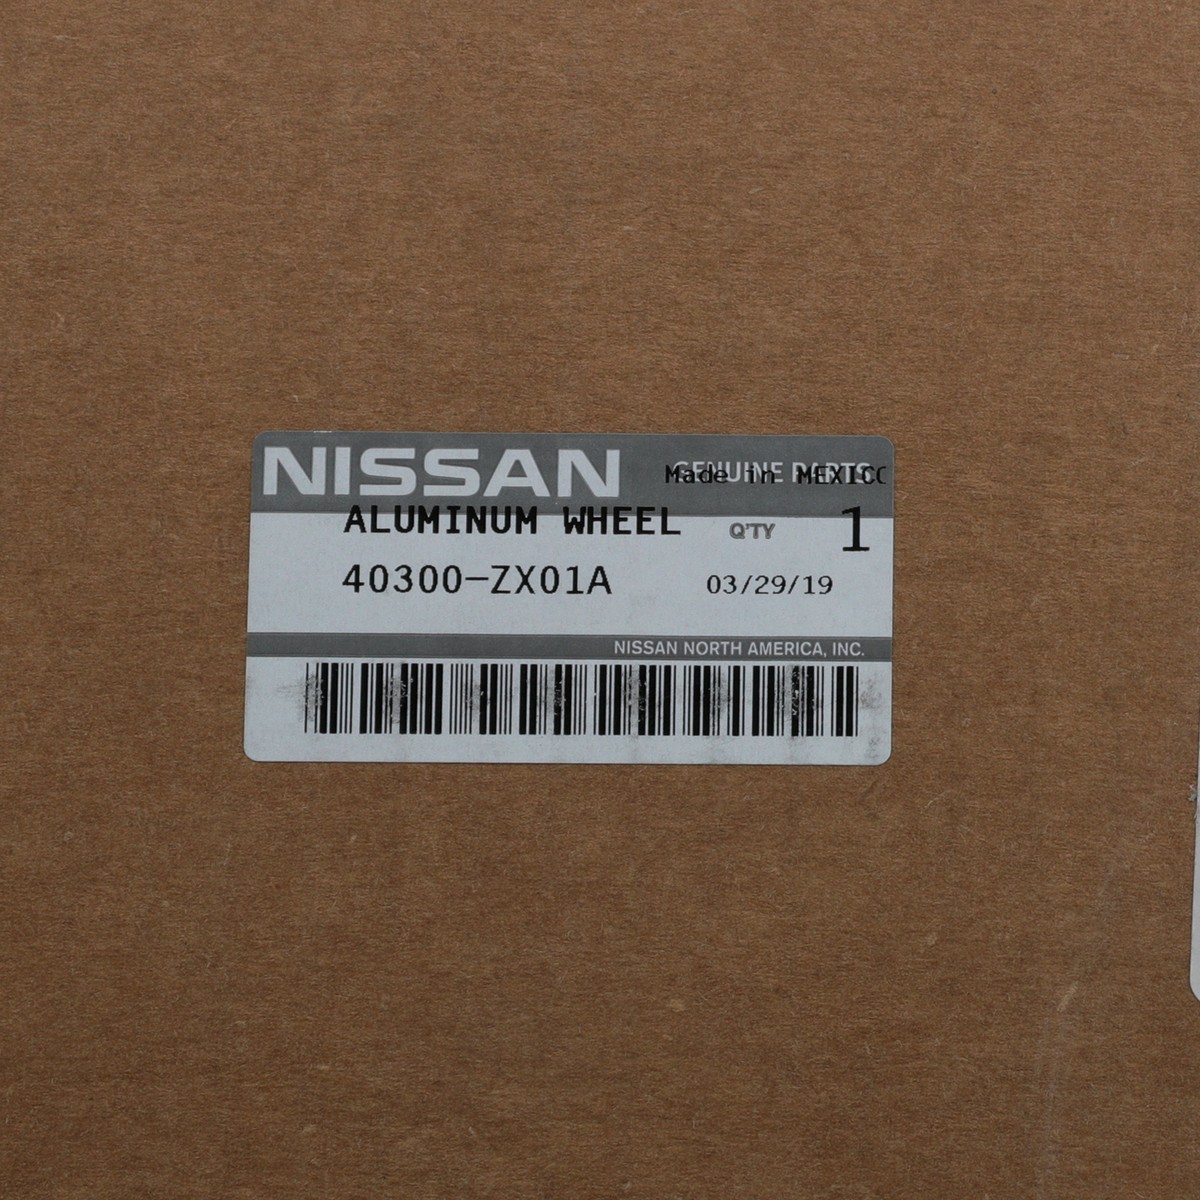 NISSAN GENUINE PARTS
Made in MEXICO
ALUMINUM WHEEL Q'TY 1
40300-ZX01A 03/29/19
NISSAN NORTH AMERICA, INC.